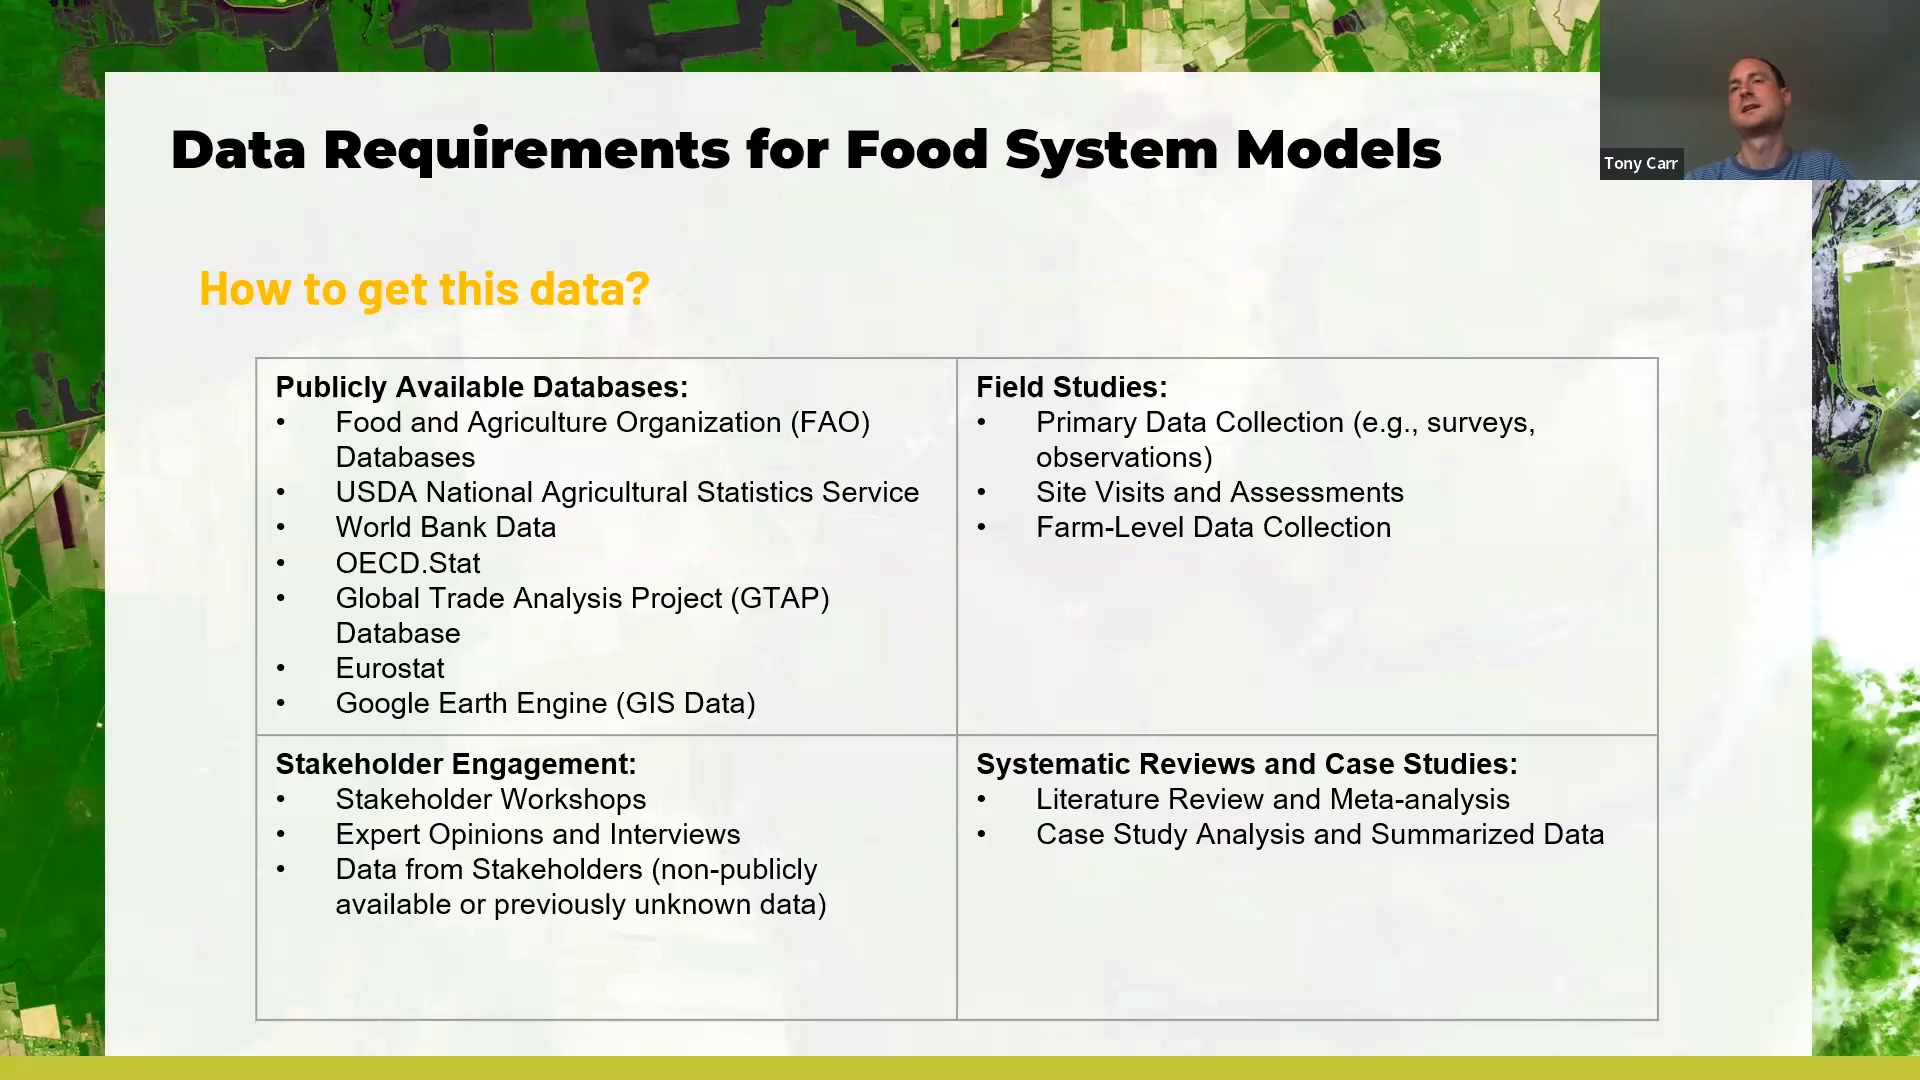 Data Requirements for Food System Models
Tony Carr
How to get this data?
Publicly Available Databases:
• Food and Agriculture Organization (FAO)
Databases
• USDA National Agricultural Statistics Service
• World Bank Data
• OECD.Stat
• Global Trade Analysis Project (GTAP)
Database
• Eurostat
• Google Earth Engine (GIS Data)
Field Studies:
• Primary Data Collection (e.g., surveys,
observations)
• Site Visits and Assessments
• Farm-Level Data Collection
Stakeholder Engagement:
• Stakeholder Workshops
• Expert Opinions and Interviews
• Data from Stakeholders (non-publicly
available or previously unknown data)
Systematic Reviews and Case Studies:
• Literature Review and Meta-analysis
• Case Study Analysis and Summarized Data